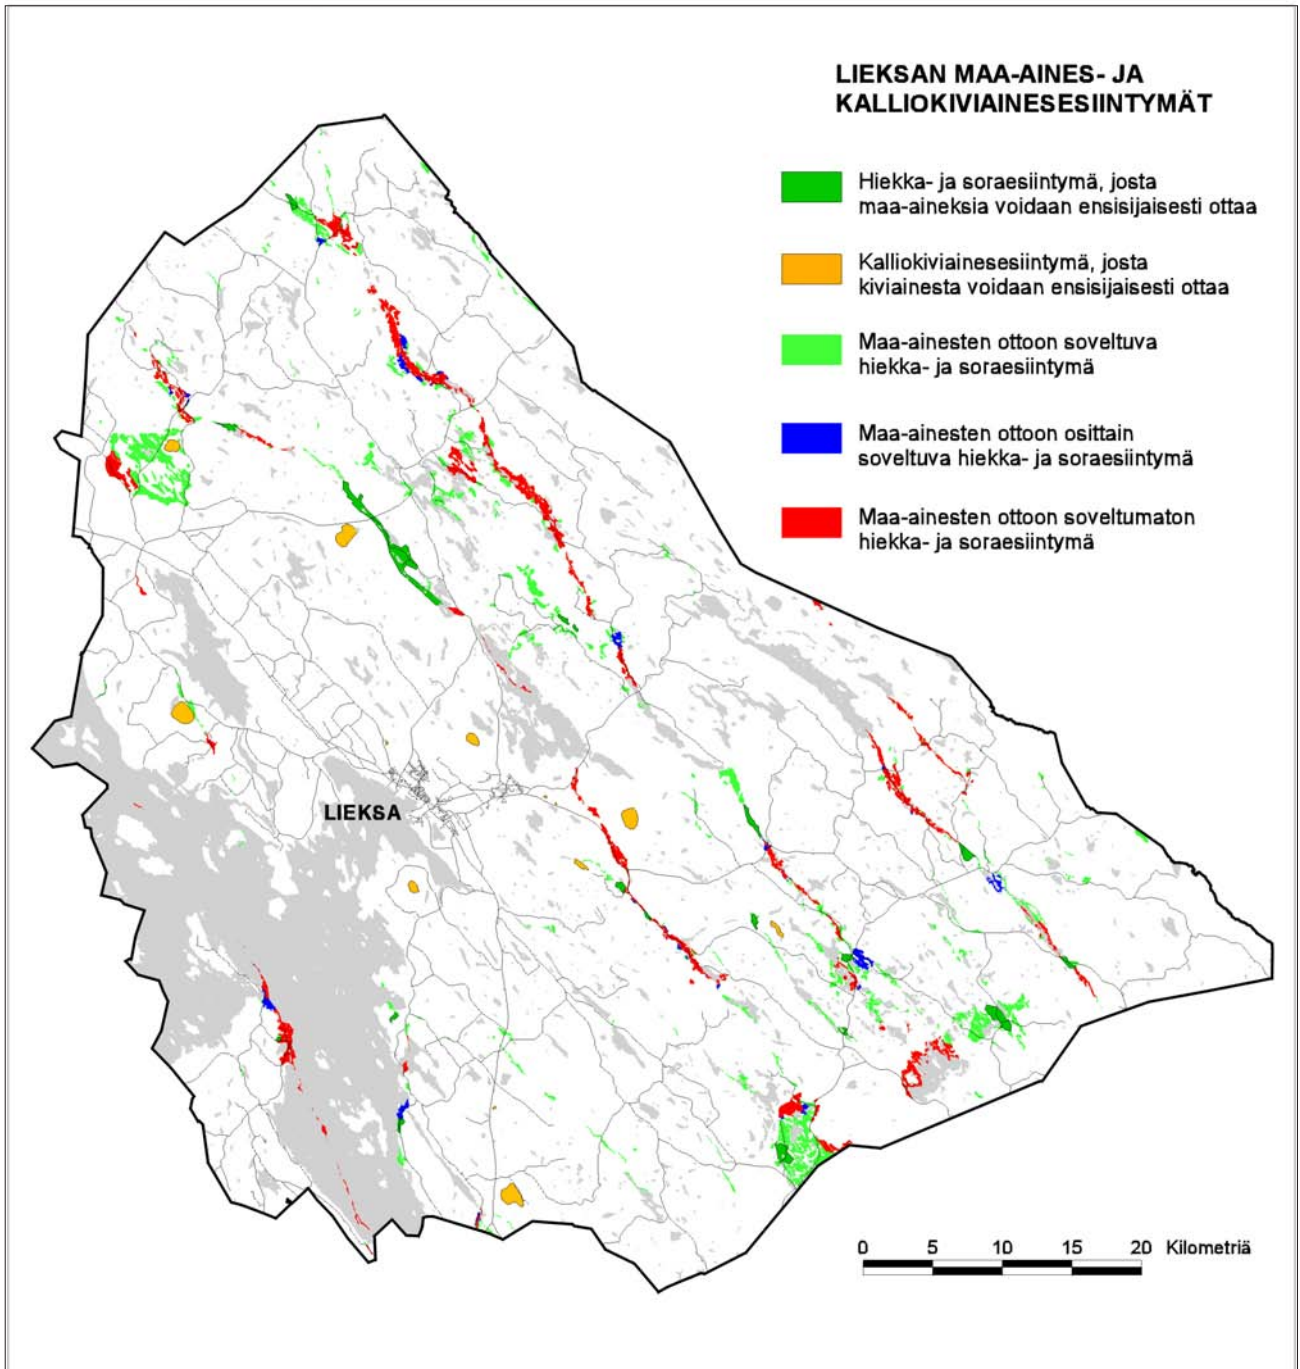 LIEKSAN MAA-AINES- JA
KALLIOKIVIAINESESIINTYMÄT
Hiekka- ja soraesiintymä, josta
maa-aineksia voidaan ensisijaisesti ottaa
Kalliokiviainesesiintymä, josta
kiviainesta voidaan ensisijaisesti ottaa
Maa-ainesten ottoon soveltuva
hiekka- ja soraesiintymä
Maa-ainesten ottoon osittain
soveltuva hiekka- ja soraesiintymä
Maa-ainesten ottoon soveltumaton
hiekka- ja soraesiintymä
LIEKSA
0 5 10 15 20 Kilometriä